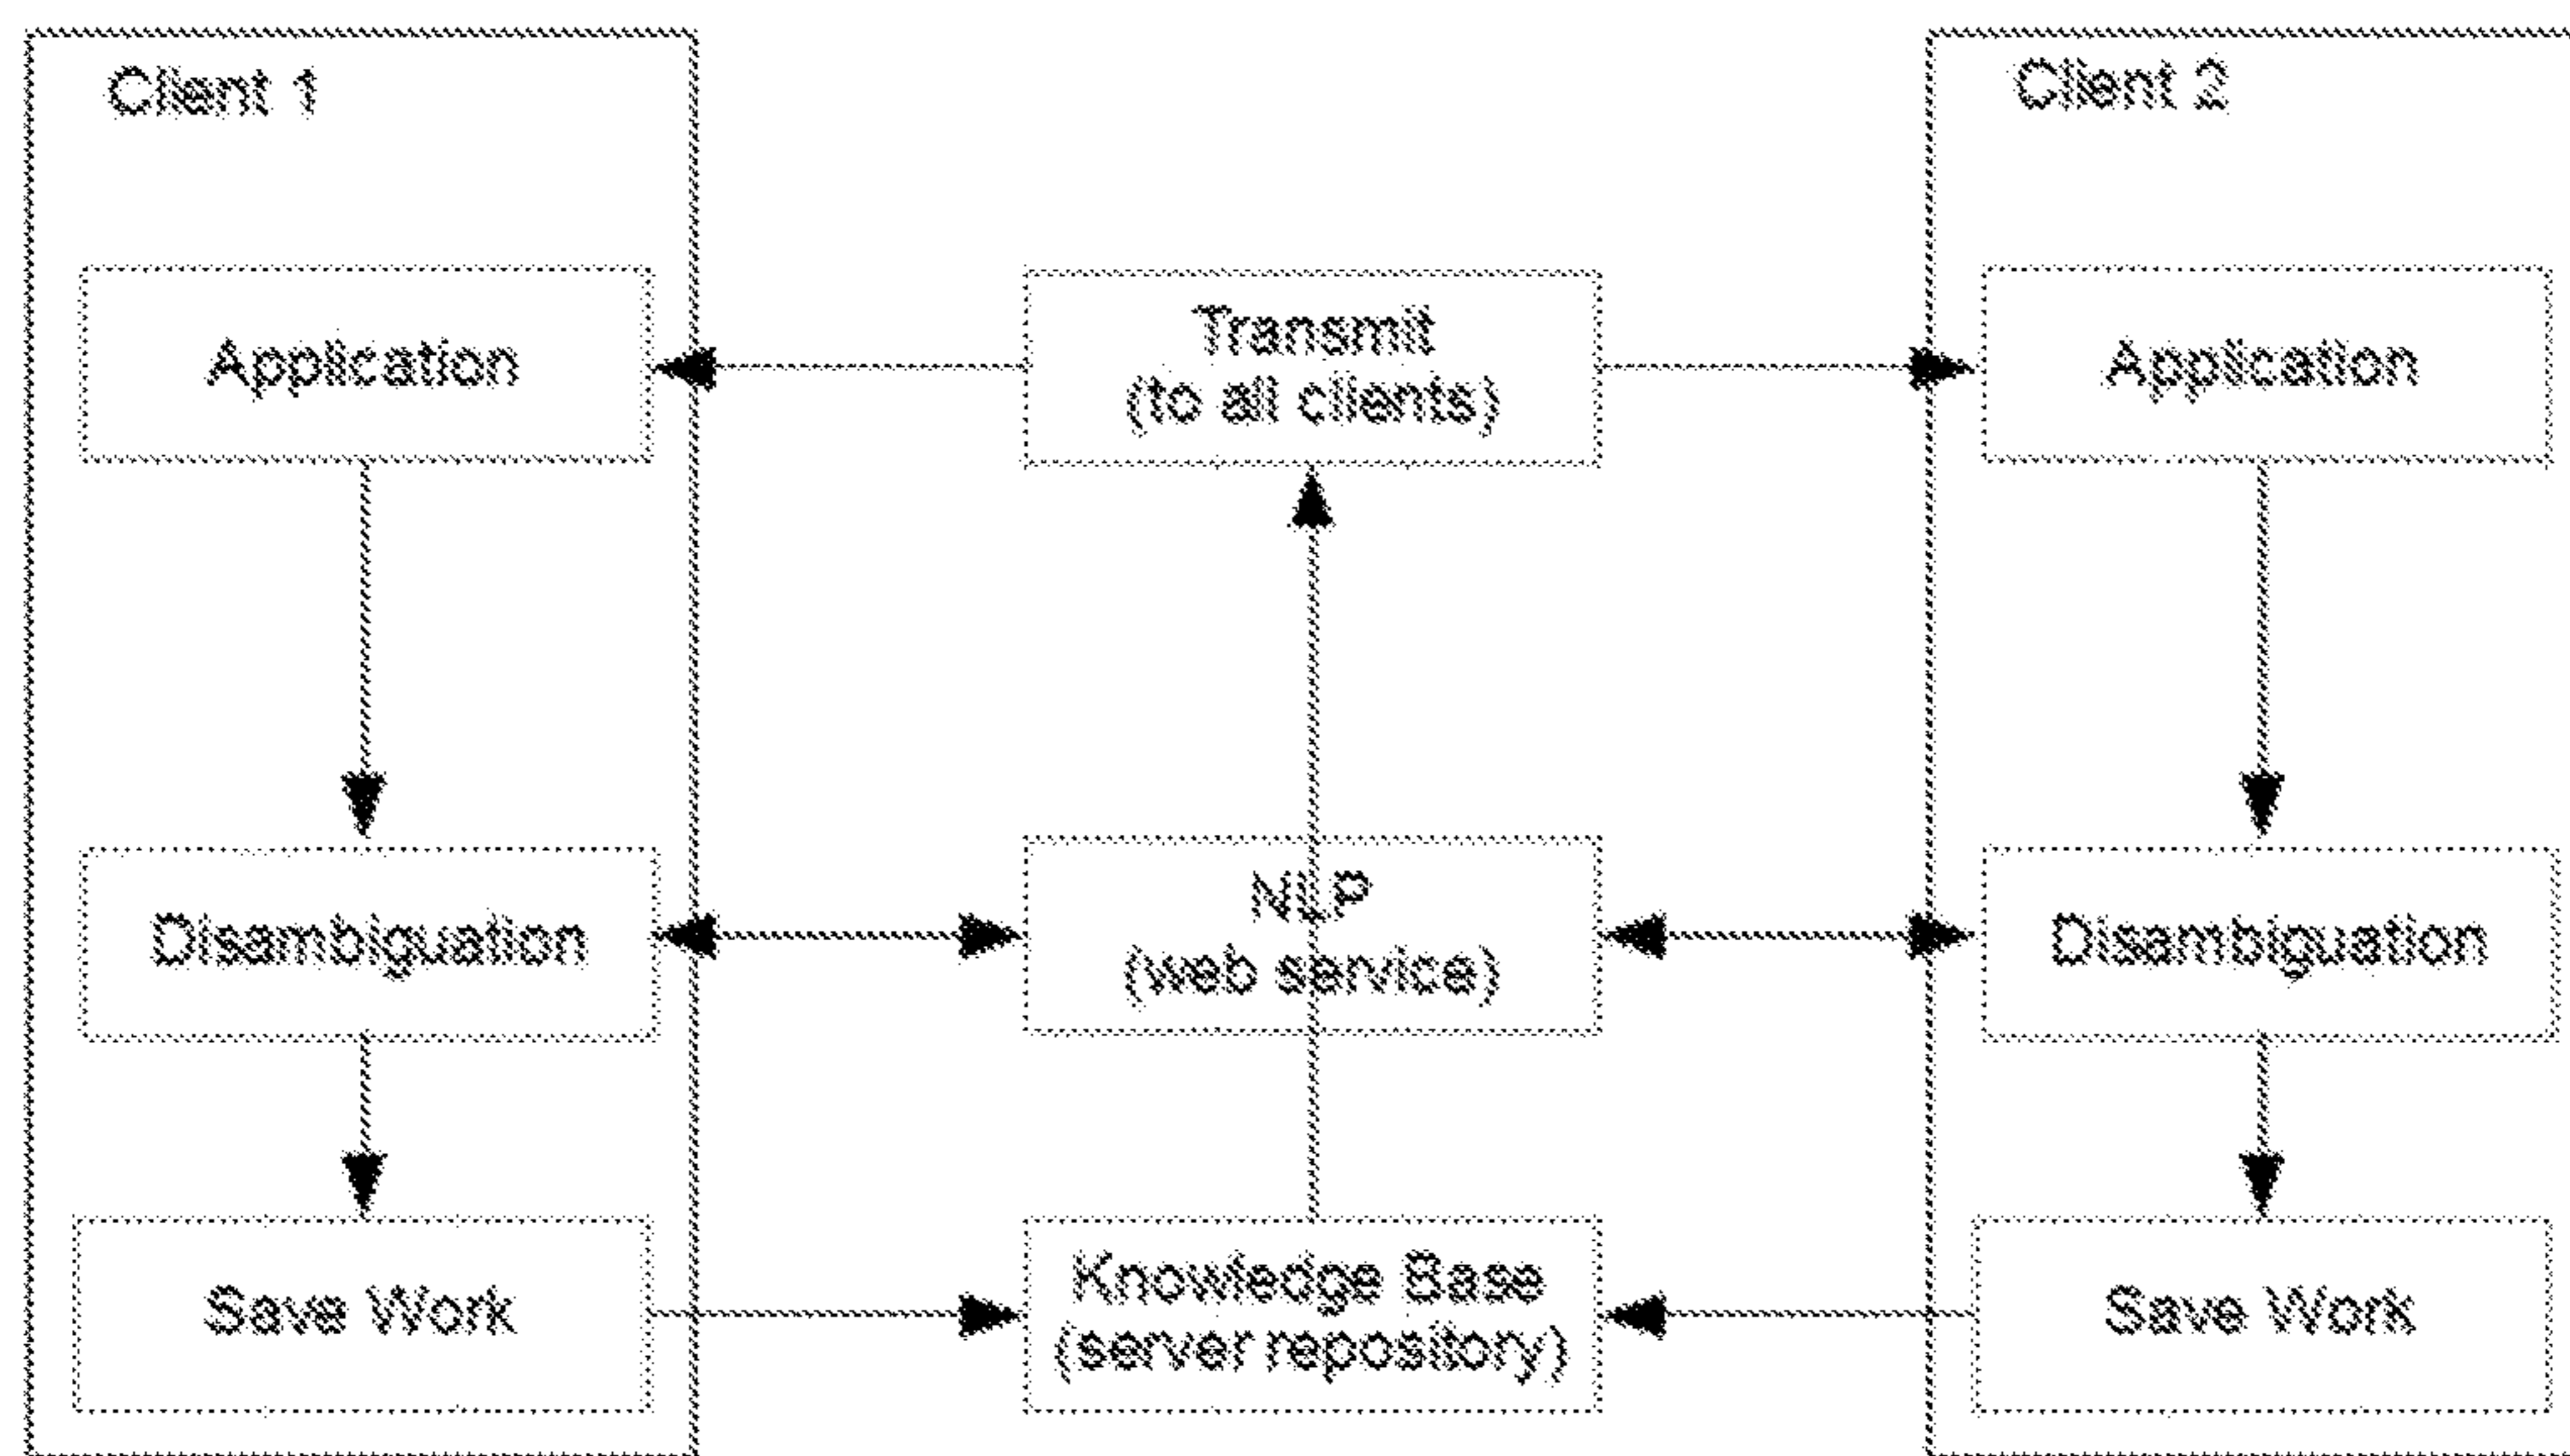 Client 1
Client 2
Application
Transmit
(to all clients)
Application
Disambiguation
NLP
(web service)
Disambiguation
Save Work
Knowledge Base
(server repository)
Save Work